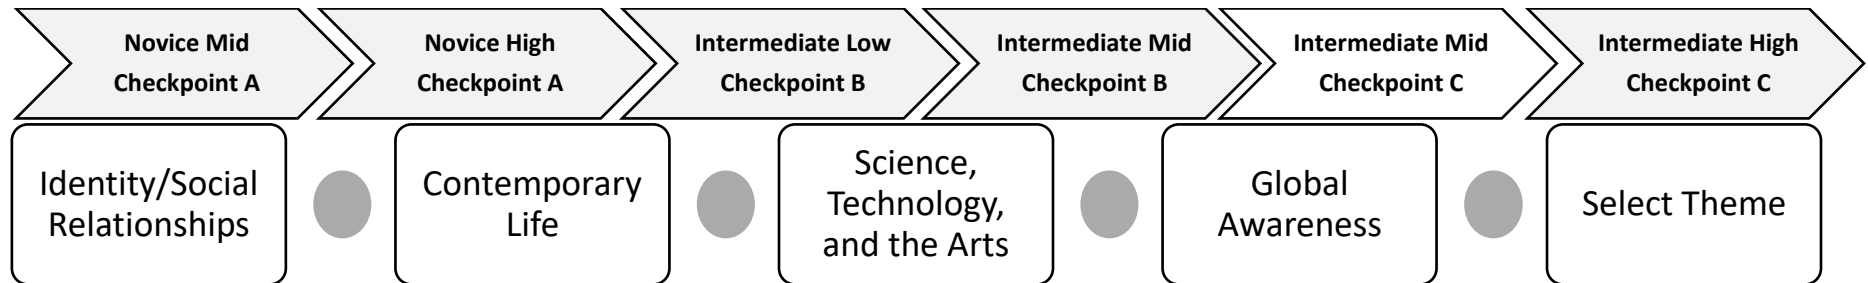 Novice Mid
Checkpoint A
Novice High
Checkpoint A
Intermediate Low
Checkpoint B
Intermediate Mid
Checkpoint B
Intermediate Mid
Checkpoint C
Intermediate High
Checkpoint C
Identity/Social
Relationships
Contemporary
Life
Science,
Technology,
and the Arts
Global
Awareness
Select Theme